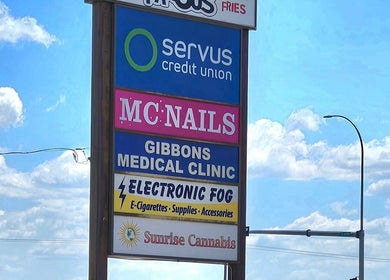 FRIES
servus
credit union
MC NAILS
GIBBONS
MEDICAL CLINIC
ELECTRONIC FOG
E-Cigarettes · Supplies · Accessories
Sunrise Cannabis